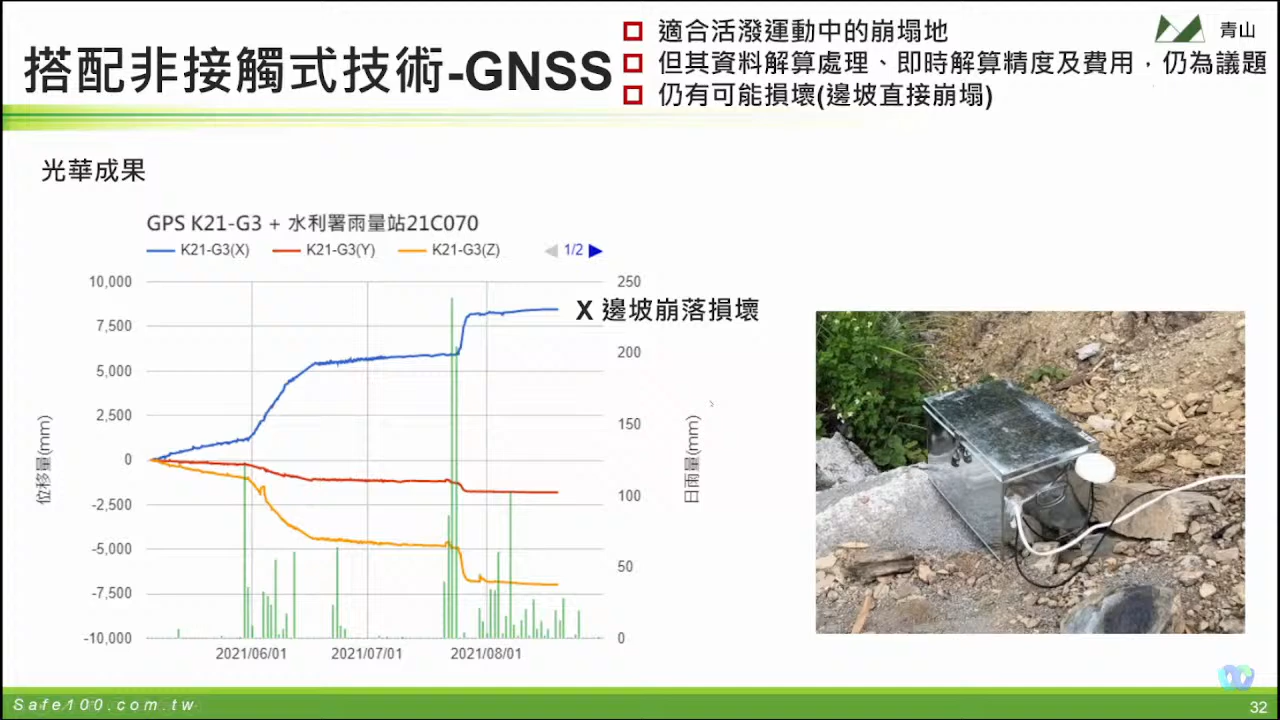 搭配非接觸式技術-GNSS
適合活潑運動中的崩塌地
但其資料解算處理、即時解算精度及費用，仍為議題
仍有可能損壞(邊坡直接崩塌)
青山
光華成果
GPS K21-G3 + 水利署雨量站21C070
K21-G3(X) K21-G3(Y) K21-G3(Z) 1/2
10,000
7,500
5,000
2,500
0
-2,500
-5,000
-7,500
-10,000
位移量(mm)
250
200
150
100
50
0
日雨量(mm)
2021/06/01 2021/07/01 2021/08/01
X 邊坡崩落損壞
Safe100.com.tw
32